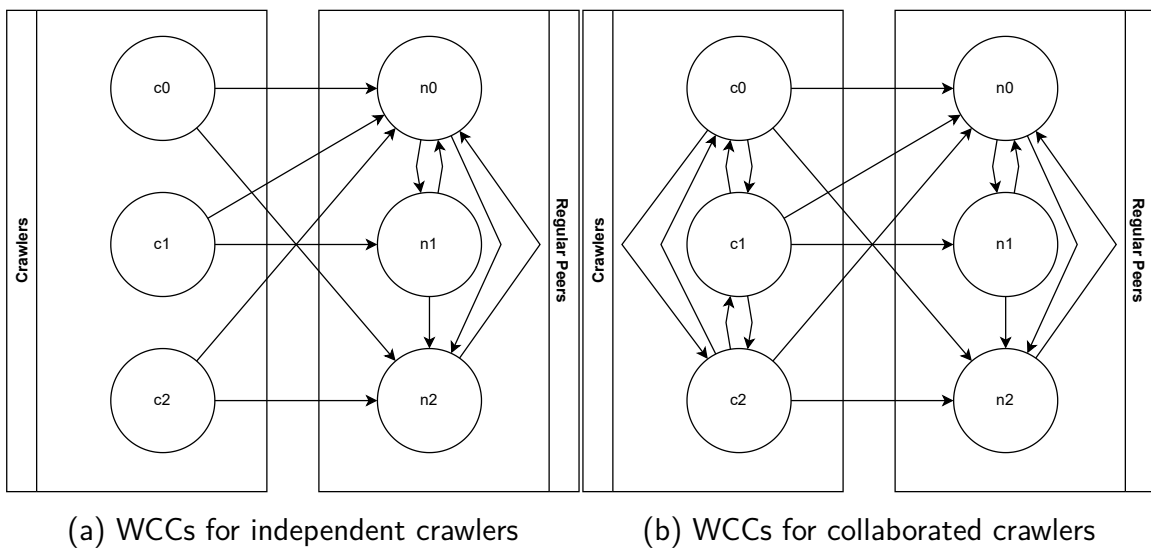 Crawlers
c0
c1
c2
n0
n1
n2
Regular Peers
(a) WCCs for independent crawlers
Crawlers
c0
c1
c2
n0
n1
n2
Regular Peers
(b) WCCs for collaborated crawlers